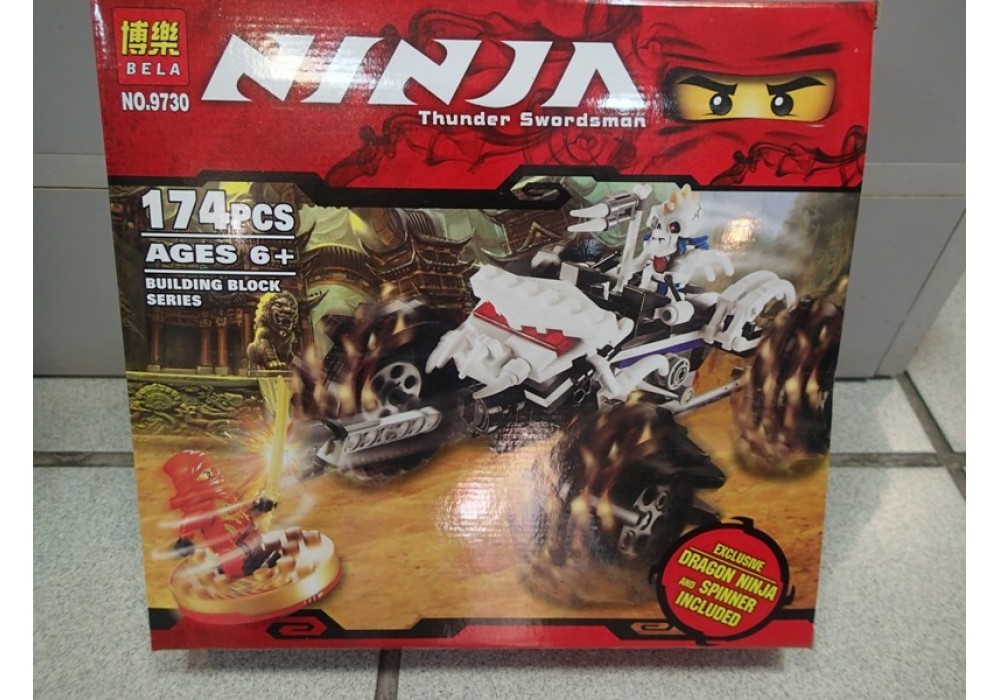 博樂
BELA
NO.9730
NINJA
Thunder Swordsman
174PCS
AGES 6+
BUILDING BLOCK
SERIES
EXCLUSIVE
DRAGON NINJA
AND SPINNER
INCLUDED